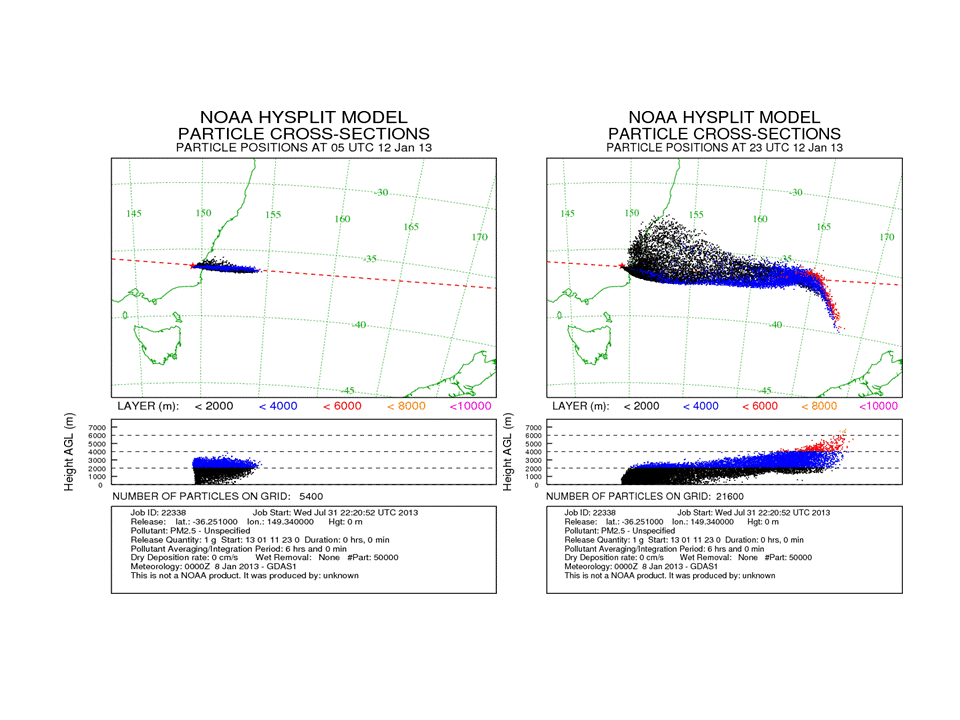 NOAA HYSPLIT MODEL
PARTICLE CROSS-SECTIONS
PARTICLE POSITIONS AT 05 UTC 12 Jan 13
-30
145
150
155
160
165
170
-35
-40
-45
LAYER (m): < 2000 < 4000 < 6000 < 8000 <10000
Height AGL (m)
7000
6000
5000
4000
3000
2000
1000
0
NUMBER OF PARTICLES ON GRID: 5400
Job ID: 22338 Job Start: Wed Jul 31 22:20:52 UTC 2013
Release: lat.: -36.251000 lon.: 149.340000 Hgt: 0 m
Pollutant: PM2.5 - Unspecified
Release Quantity: 1 g Start: 13 01 11 23 0 Duration: 0 hrs, 0 min
Pollutant Averaging/Integration Period: 6 hrs and 0 min
Dry Deposition rate: 0 cm/s Wet Removal: None #Part: 50000
Meteorology: 0000Z 8 Jan 2013 - GDAS1
This is not a NOAA product. It was produced by: unknown
NOAA HYSPLIT MODEL
PARTICLE CROSS-SECTIONS
PARTICLE POSITIONS AT 23 UTC 12 Jan 13
-30
145
150
155
160
165
170
-35
-40
-45
LAYER (m): < 2000 < 4000 < 6000 < 8000 <10000
Height AGL (m)
7000
6000
5000
4000
3000
2000
1000
0
NUMBER OF PARTICLES ON GRID: 21600
Job ID: 22338 Job Start: Wed Jul 31 22:20:52 UTC 2013
Release: lat.: -36.251000 lon.: 149.340000 Hgt: 0 m
Pollutant: PM2.5 - Unspecified
Release Quantity: 1 g Start: 13 01 11 23 0 Duration: 0 hrs, 0 min
Pollutant Averaging/Integration Period: 6 hrs and 0 min
Dry Deposition rate: 0 cm/s Wet Removal: None #Part: 50000
Meteorology: 0000Z 8 Jan 2013 - GDAS1
This is not a NOAA product. It was produced by: unknown